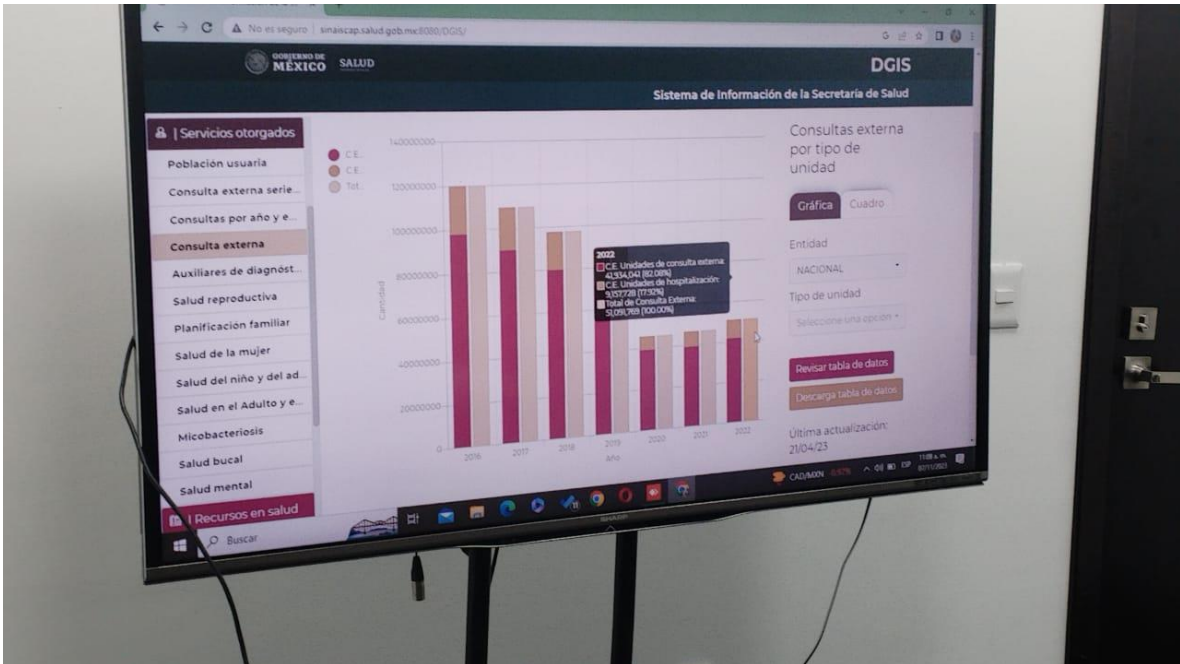 No es seguro | sinaiscap.salud.gob.mx:8080/DGIS/
GOBIERNO DE
MÉXICO
SALUD
DGIS
Sistema de Información de la Secretaría de Salud
| Servicios otorgados
Población usuaria
Consulta externa serie...
Consultas por año y e...
Consulta externa
Auxiliares de diagnóst...
Salud reproductiva
Planificación familiar
Salud de la mujer
Salud del niño y del ad...
Salud en el Adulto y e...
Micobacteriosis
Salud bucal
Salud mental
| Recursos en salud
C.E...
C.E...
Tot...
Cantidad
140000000
120000000
100000000
80000000
60000000
40000000
20000000
0
2016
2017
2018
2019
2020
2021
2022
Año
2022
C.E. Unidades de consulta externa:
41,934,041 (82.08%)
C.E. Unidades de hospitalización:
9,157,728 (17.92%)
Total de Consulta Externa:
51,091,769 (100.00%)
Consultas externa
por tipo de
unidad
Gráfica
Cuadro
Entidad
NACIONAL
Tipo de unidad
Seleccione una opción
Revisar tabla de datos
Descarga tabla de datos
Última actualización:
21/04/23
Buscar
CAD/MXN
ESP
11:08 a. m.
SHARP